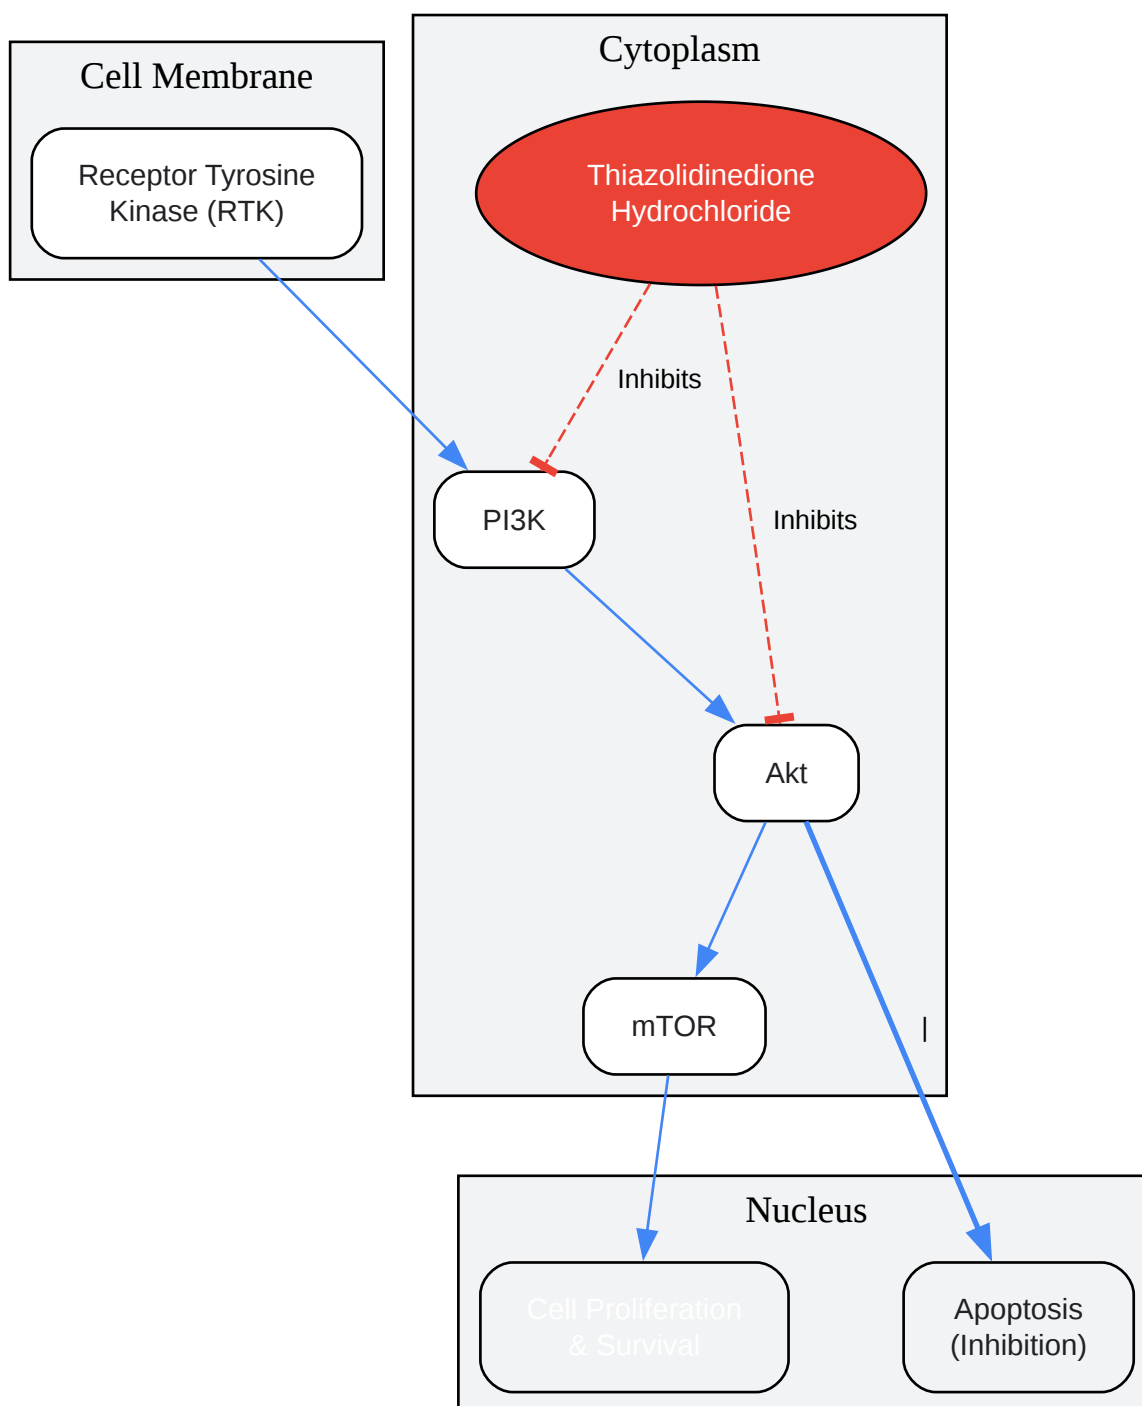 Cell Membrane
Receptor Tyrosine
Kinase (RTK)
Cytoplasm
Thiazolidinedione
Hydrochloride
Inhibits
Inhibits
PI3K
Akt
mTOR
|
Nucleus
Cell Proliferation
& Survival
Apoptosis
(Inhibition)